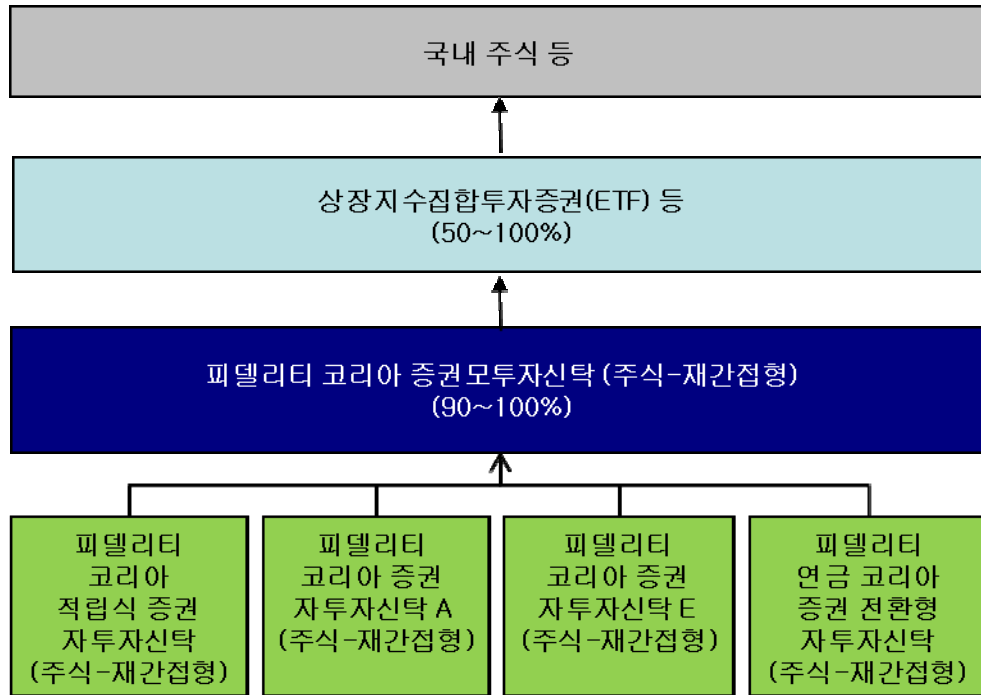 국내 주식 등
상장지수집합투자증권(ETF) 등
(50~100%)
피델리티 코리아 증권모투자신탁 (주식-재간접형)
(90~100%)
피델리티
코리아
적립식 증권
자투자신탁
(주식-재간접형)
피델리티
코리아 증권
자투자신탁 A
(주식-재간접형)
피델리티
코리아 증권
자투자신탁 E
(주식-재간접형)
피델리티
연금 코리아
증권 전환형
자투자신탁
(주식-재간접형)